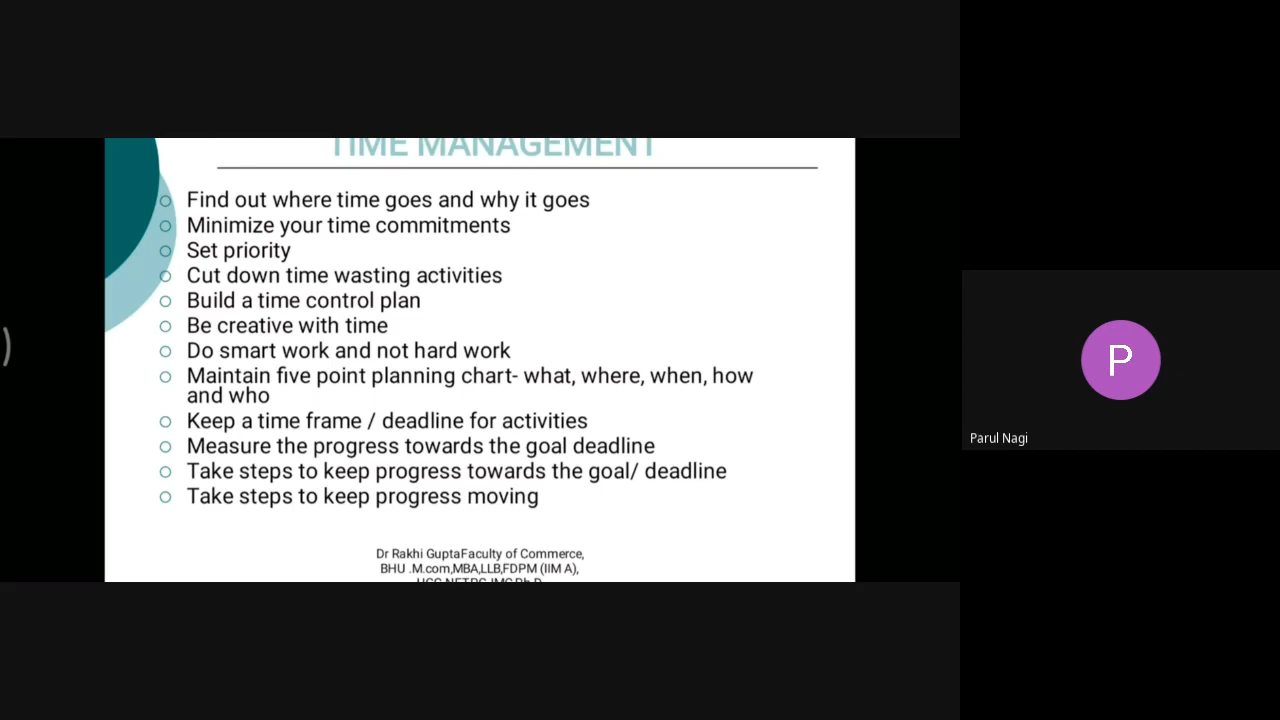 TIME MANAGEMENT
Find out where time goes and why it goes
Minimize your time commitments
Set priority
Cut down time wasting activities
Build a time control plan
Be creative with time
Do smart work and not hard work
Maintain five point planning chart- what, where, when, how
and who
Keep a time frame / deadline for activities
Measure the progress towards the goal deadline
Take steps to keep progress towards the goal/ deadline
Take steps to keep progress moving
Dr Rakhi GuptaFaculty of Commerce,
BHU .M.com,MBA,LLB,FDPM (IIM A),
P
Parul Nagi